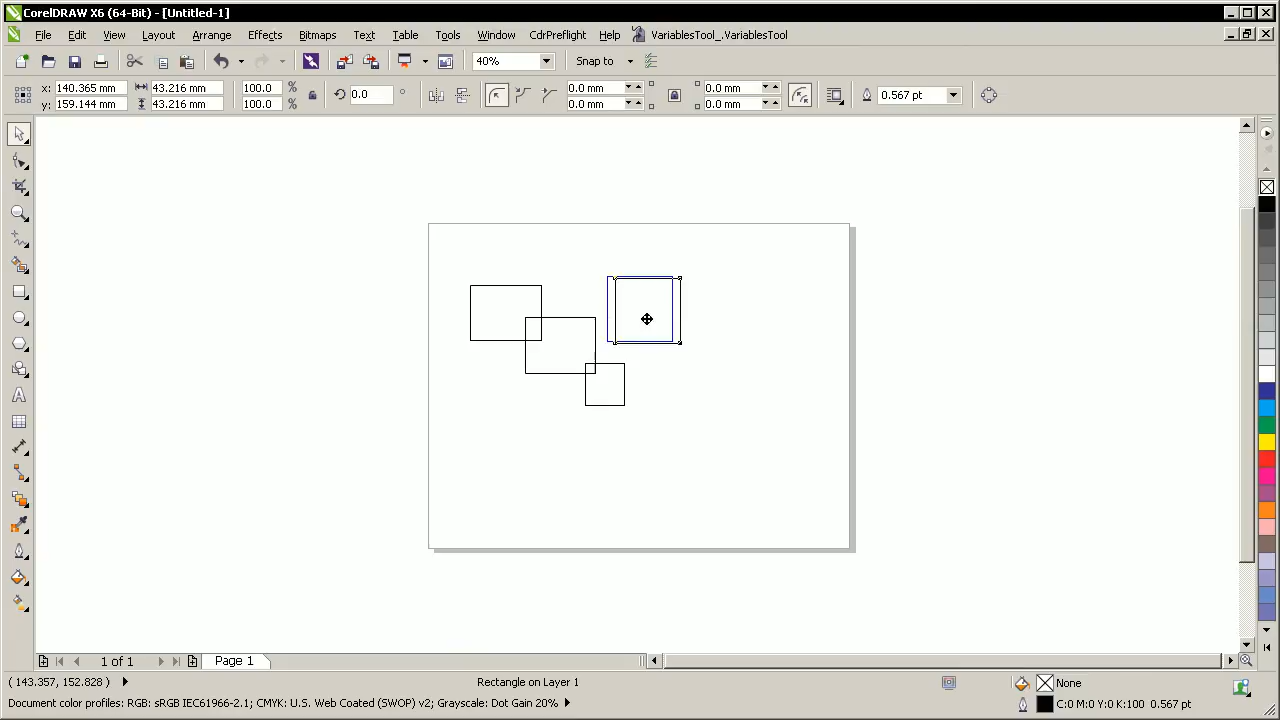 CorelDRAW X6 (64-Bit) - [Untitled-1]
File Edit View Layout Arrange Effects Bitmaps Text Table Tools Window CdrPreflight Help VariablesTool_.VariablesTool
40% Snap to
x: 140.365 mm 43.216 mm 100.0 % 0.0 ° 0.0 mm 0.0 mm 0.567 pt
y: 159.144 mm 43.216 mm 100.0 % 0.0 mm 0.0 mm
A
1 of 1 Page 1
( 143.357, 152.828 ) Rectangle on Layer 1 None
Document color profiles: RGB: sRGB IEC61966-2.1; CMYK: U.S. Web Coated (SWOP) v2; Grayscale: Dot Gain 20% C:0 M:0 Y:0 K:100 0.567 pt